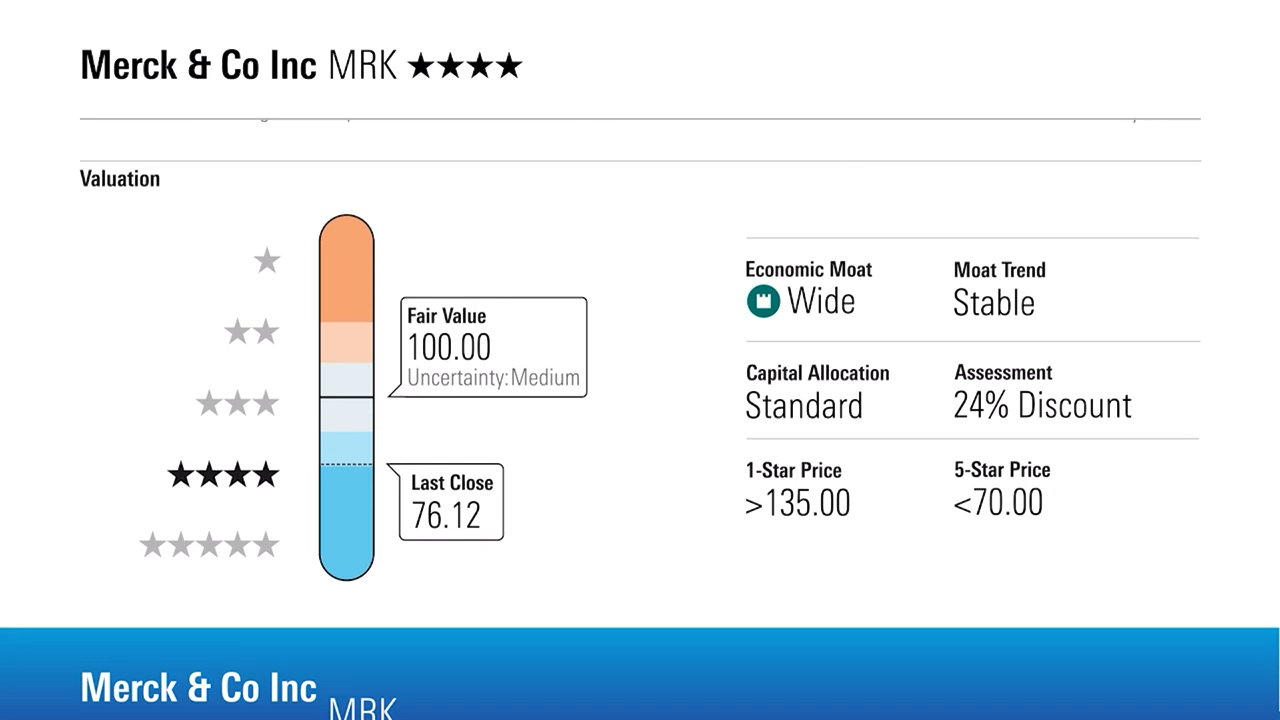 Merck & Co Inc MRK ★★★★
Valuation
★
★★
★★★
★★★★
★★★★★
Fair Value
100.00
Uncertainty: Medium
Last Close
76.12
Economic Moat
Wide
Moat Trend
Stable
Capital Allocation
Standard
Assessment
24% Discount
1-Star Price
>135.00
5-Star Price
<70.00
Merck & Co Inc
MRK